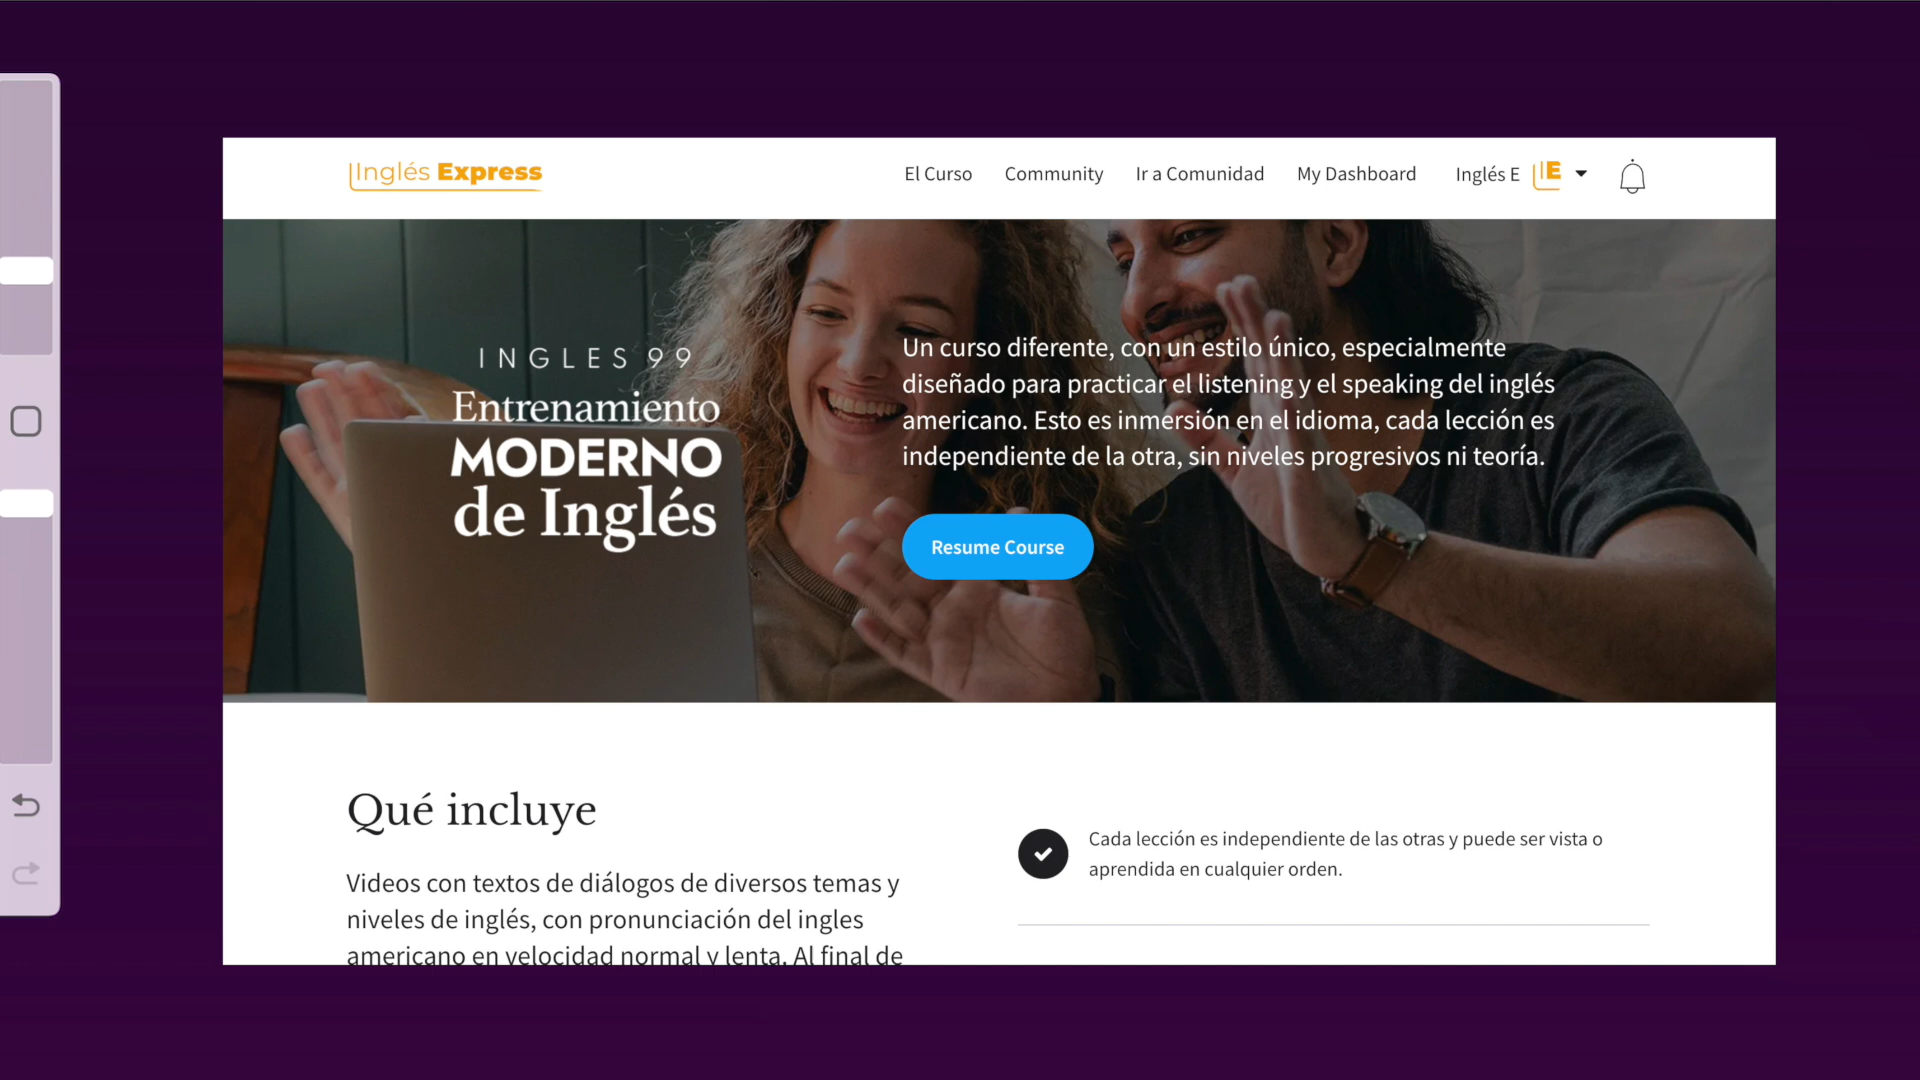 Inglés Express
El Curso
Community
Ir a Comunidad
My Dashboard
Inglés E
IE
INGLES 99
Entrenamiento
MODERNO
de Inglés
Un curso diferente, con un estilo único, especialmente
diseñado para practicar el listening y el speaking del inglés
americano. Esto es inmersión en el idioma, cada lección es
independiente de la otra, sin niveles progresivos ni teoría.
Resume Course
Qué incluye
Videos con textos de diálogos de diversos temas y
niveles de inglés, con pronunciación del ingles
americano en velocidad normal y lenta. Al final de
Cada lección es independiente de las otras y puede ser vista o
aprendida en cualquier orden.